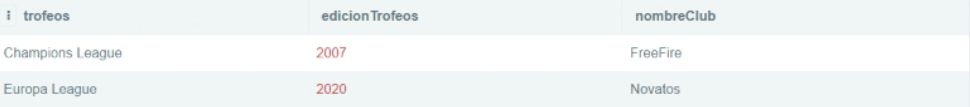 trofeos edicionTrofeos nombreClub
Champions League 2007 FreeFire
Europa League 2020 Novatos